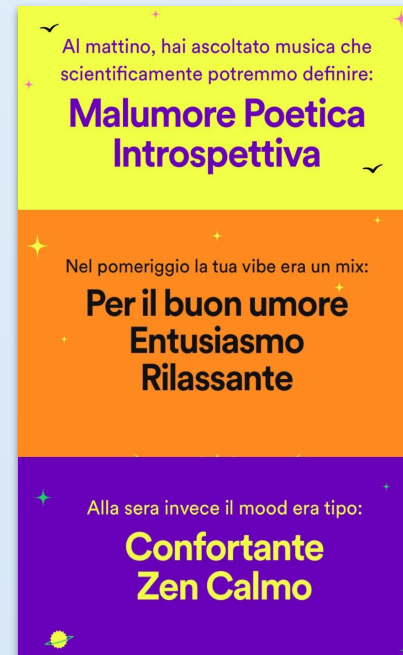 Al mattino, hai ascoltato musica che
scientificamente potremmo definire:
Malumore Poetica
Introspettiva
Nel pomeriggio la tua vibe era un mix:
Per il buon umore
Entusiasmo
Rilassante
Alla sera invece il mood era tipo:
Confortante
Zen Calmo